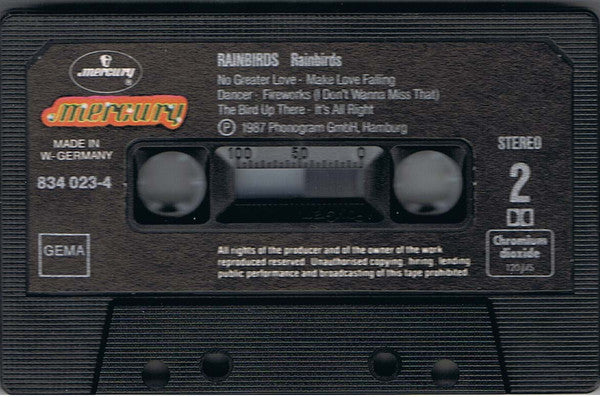 mercury
®
mercury
RAINBIRDS Rainbirds
No Greater Love · Make Love Falling
Dancer · Fireworks (I Don't Wanna Miss That)
The Bird Up There · It's All Right
Ⓟ 1987 Phonogram GmbH, Hamburg
MADE IN
W.-GERMANY
834 023-4
100 50 0
STEREO
2
GEMA
Chromium
dioxide
120 µs
All rights of the producer and of the owner of the work
reproduced reserved. Unauthorised copying, hiring, lending
public performance and broadcasting of this tape prohibited